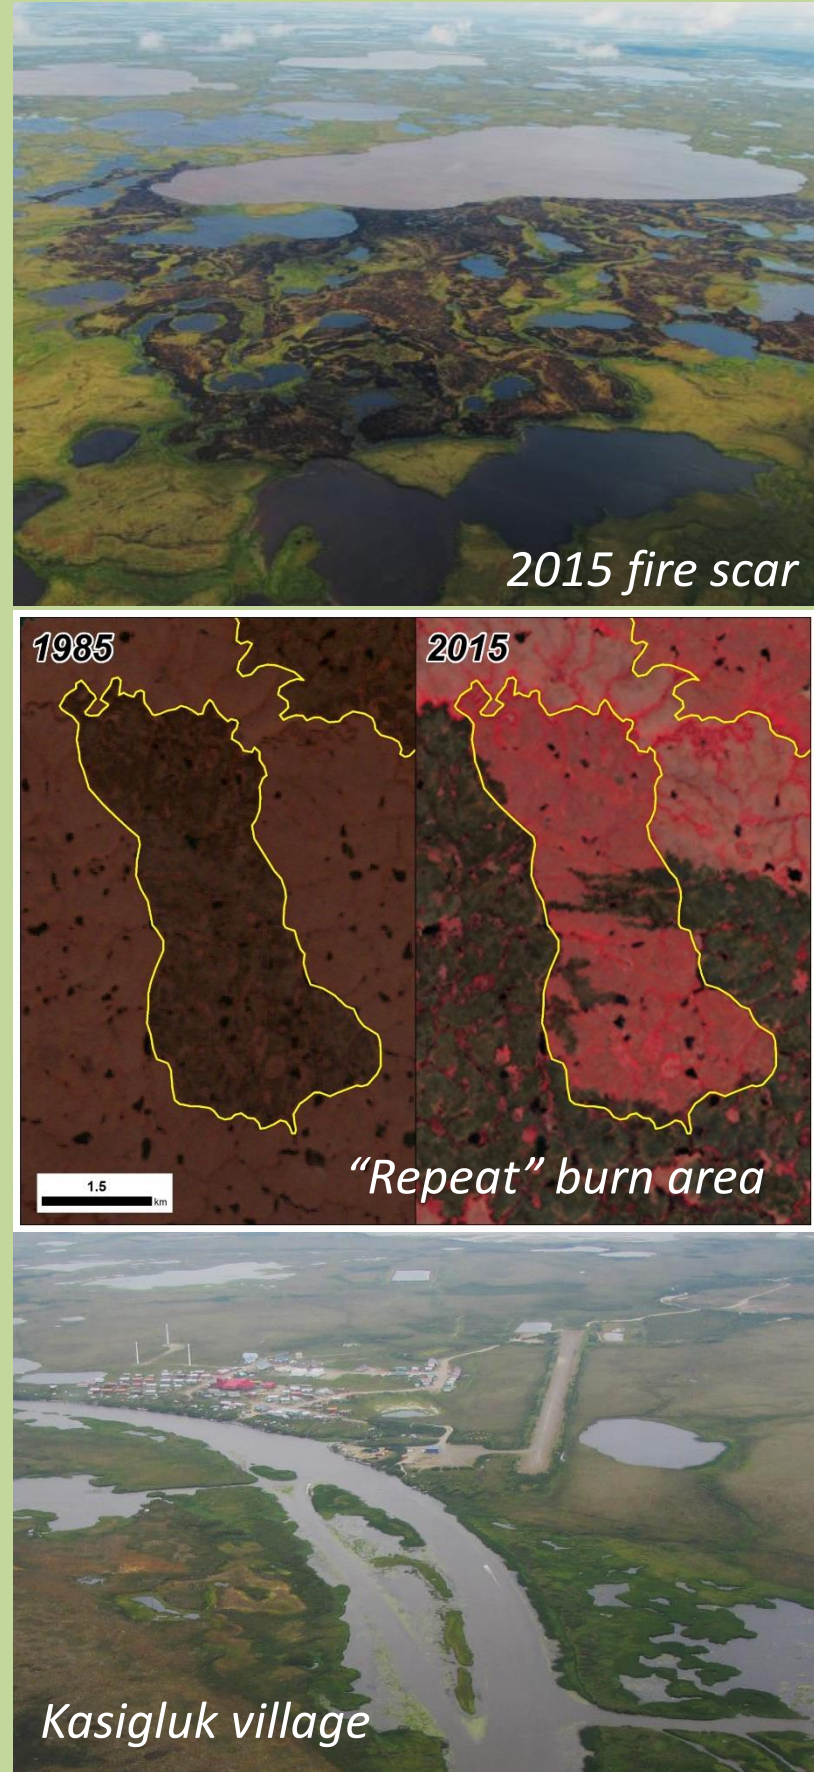 2015 fire scar
1985
2015
1.5
km
“Repeat” burn area
Kasigluk village